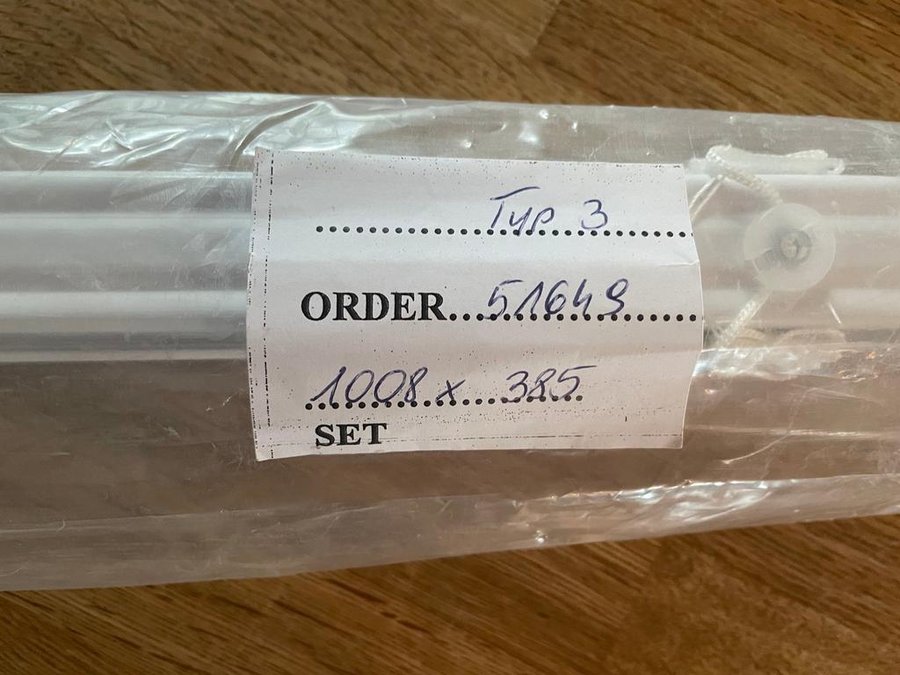 Typ 3
ORDER 51649
1008 x 385
SET